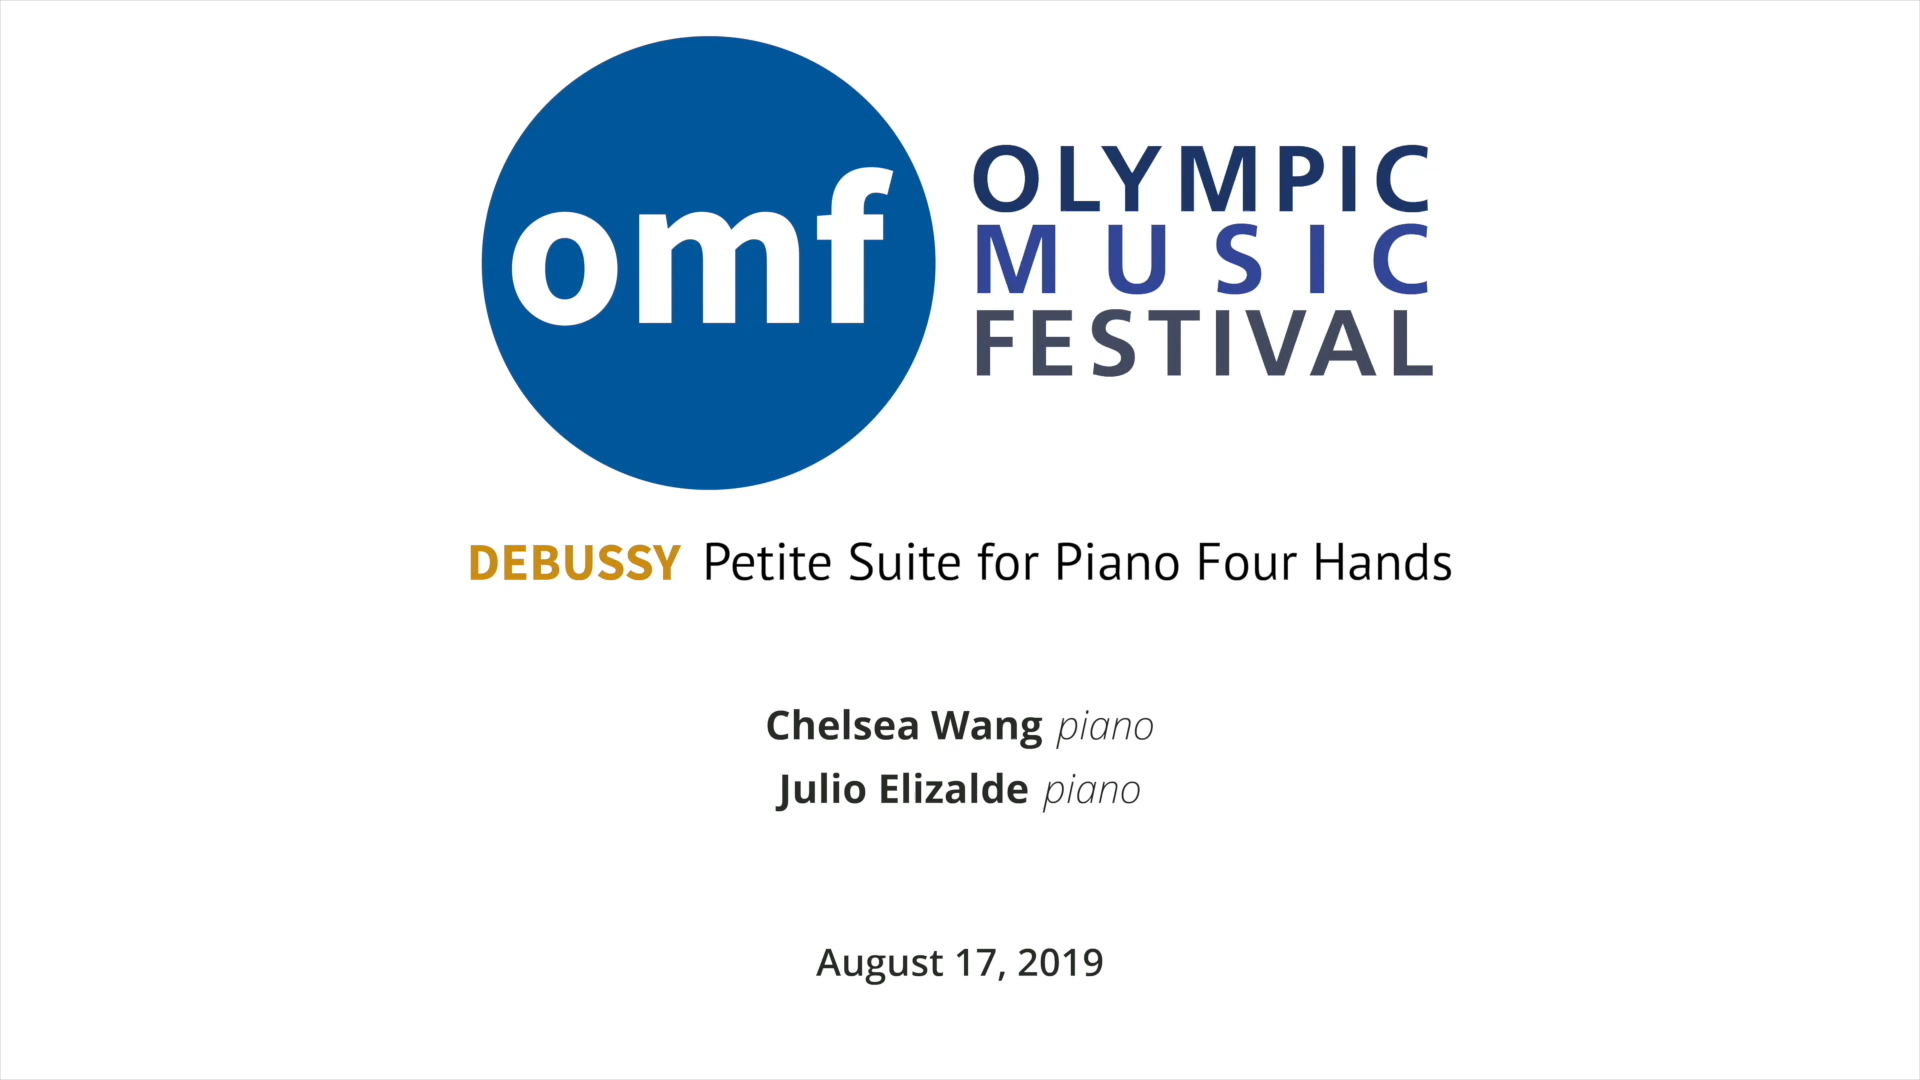 omf
OLYMPIC
MUSIC
FESTIVAL
DEBUSSY Petite Suite for Piano Four Hands
Chelsea Wang piano
Julio Elizalde piano
August 17, 2019